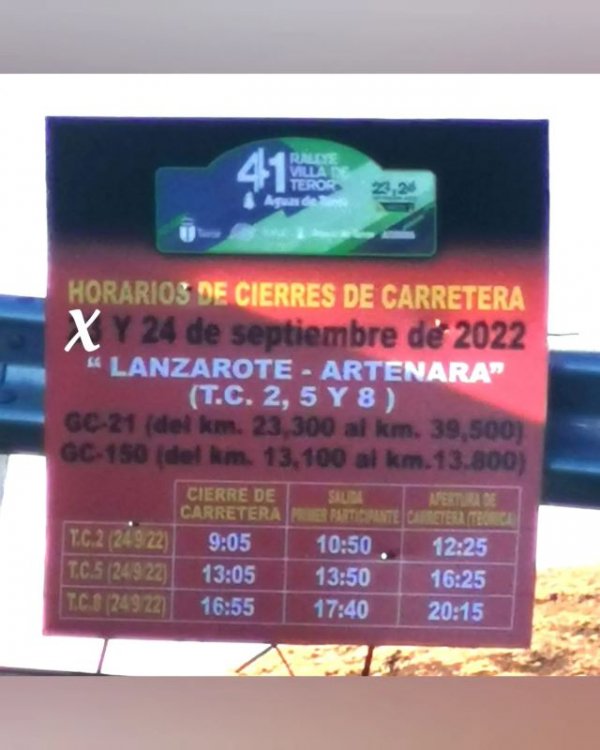 41 RALLYE
VILLA DE
TEROR
Aguas de Teror
Teror
HORARIOS DE CIERRES DE CARRETERA
X Y 24 de septiembre de 2022
“ LANZAROTE - ARTENARA”
(T.C. 2, 5 Y 8 )
GC-21 (del km. 23,300 al km. 39,500)
GC-150 (del km. 13,100 al km.13.800)
CIERRE DE CARRETERA SALIDA PRIMER PARTICIPANTE APERTURA DE CARRETERA (TEÓRICA)
T.C.2 (24/9/22) 9:05 10:50 12:25
T.C.5 (24/9/22) 13:05 13:50 16:25
T.C.8 (24/9/22) 16:55 17:40 20:15